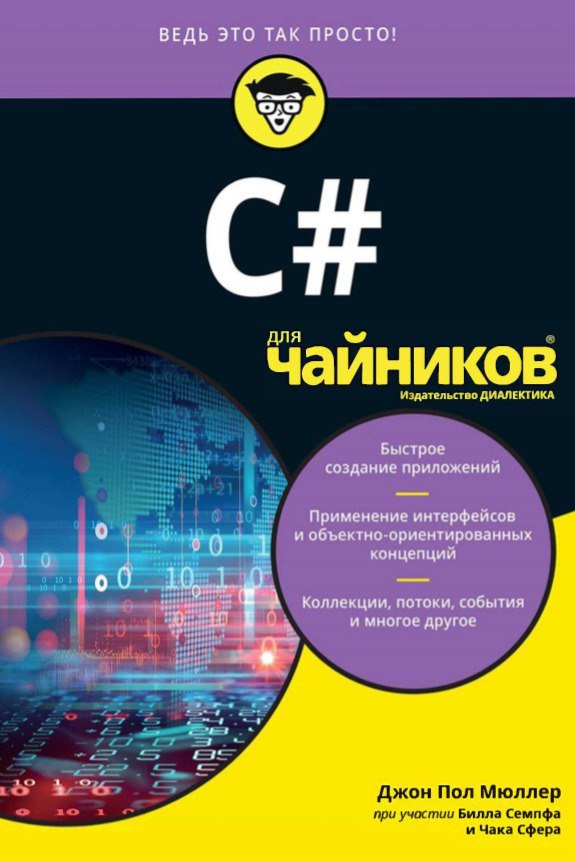 ВЕДЬ ЭТО ТАК ПРОСТО!
C#
для
чайников®
Издательство ДИАЛЕКТИКА
Быстрое
создание приложений
Применение интерфейсов
и объектно-ориентированных
концепций
Коллекции, потоки, события
и многое другое
Джон Пол Мюллер
при участии Билла Семпфа
и Чака Сфера